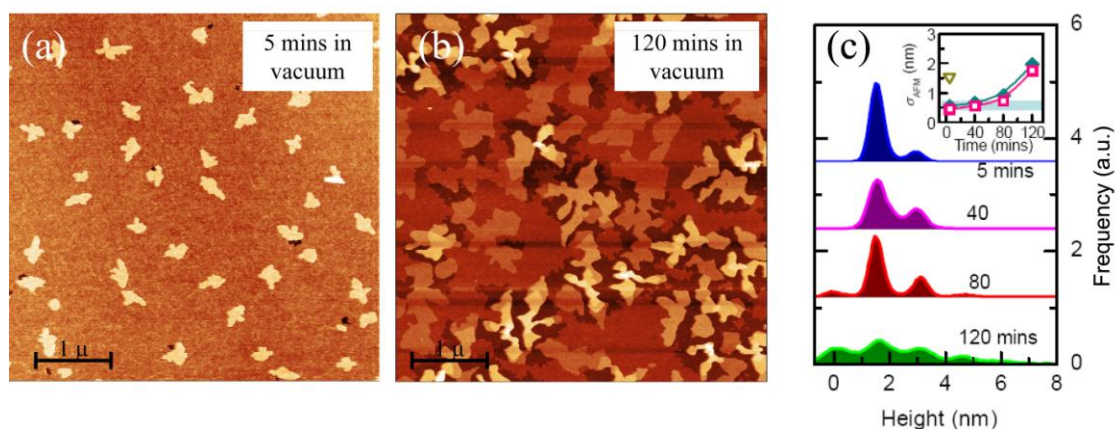 (a)
5 mins in
vacuum
1 μ
(b)
120 mins in
vacuum
1 μ
(c)
3
2
1
0
σAFM (nm)
0 40 80 120
Time (mins)
5 mins
40
80
120 mins
6
4
2
0
Frequency (a.u.)
0 2 4 6 8
Height (nm)